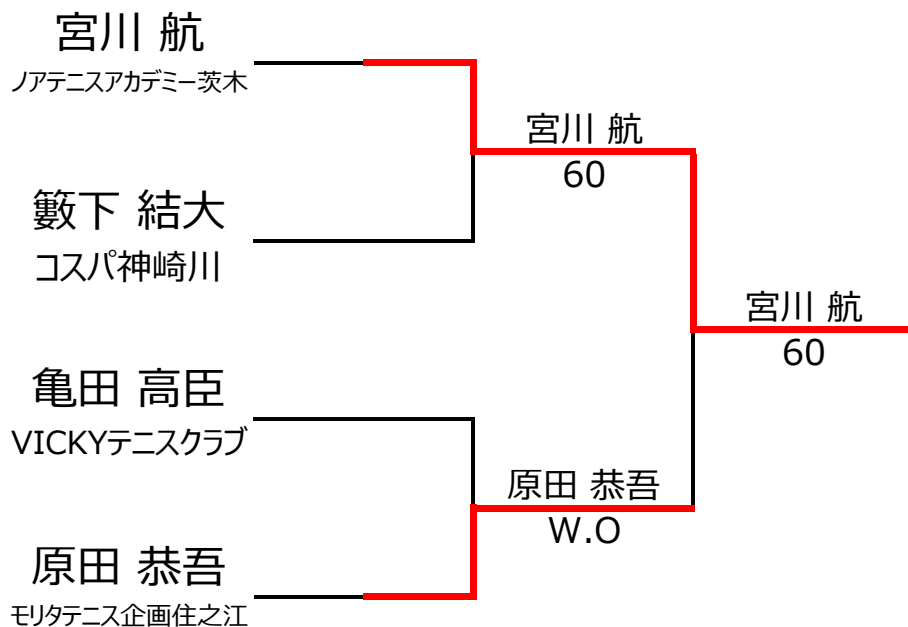 宮川 航
ノアテニスアカデミー茨木
籔下 結大
コスパ神崎川
亀田 高臣
VICKYテニスクラブ
原田 恭吾
モリタテニス企画住之江
宮川 航
60
原田 恭吾
W.O
宮川 航
60